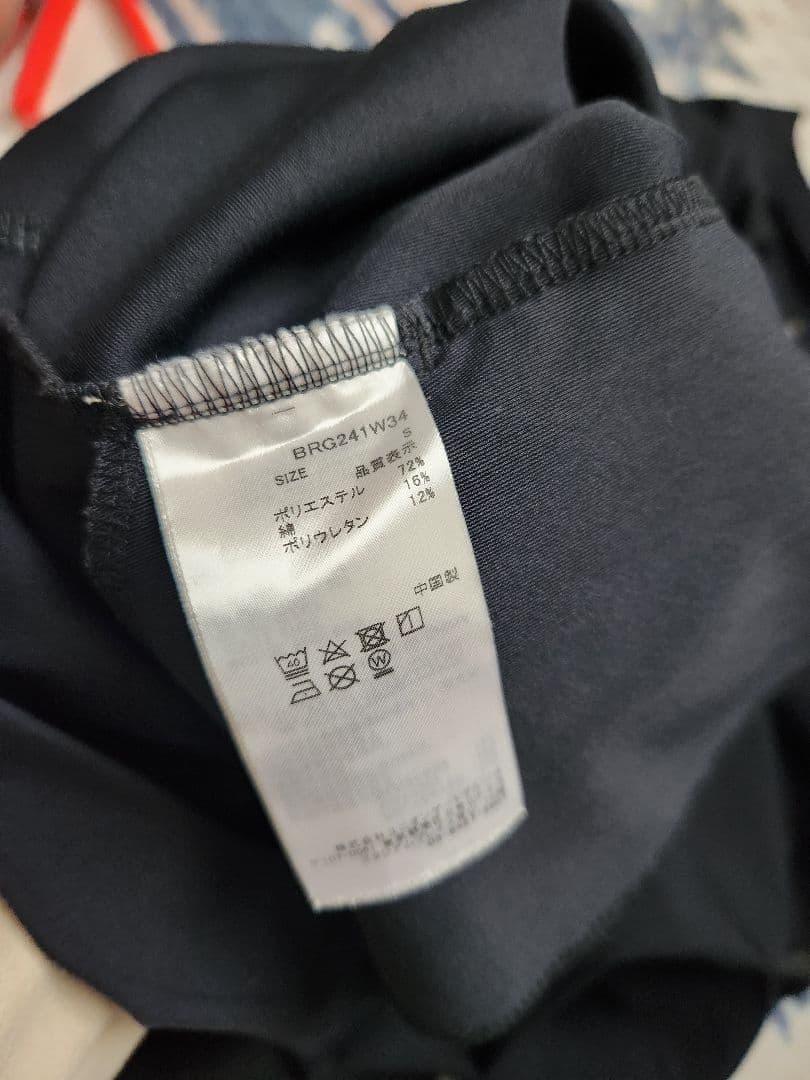 BRG241W34
SIZE S
品質表示
ポリエステル 72%
綿 16%
ポリウレタン 12%
中国製
40
W